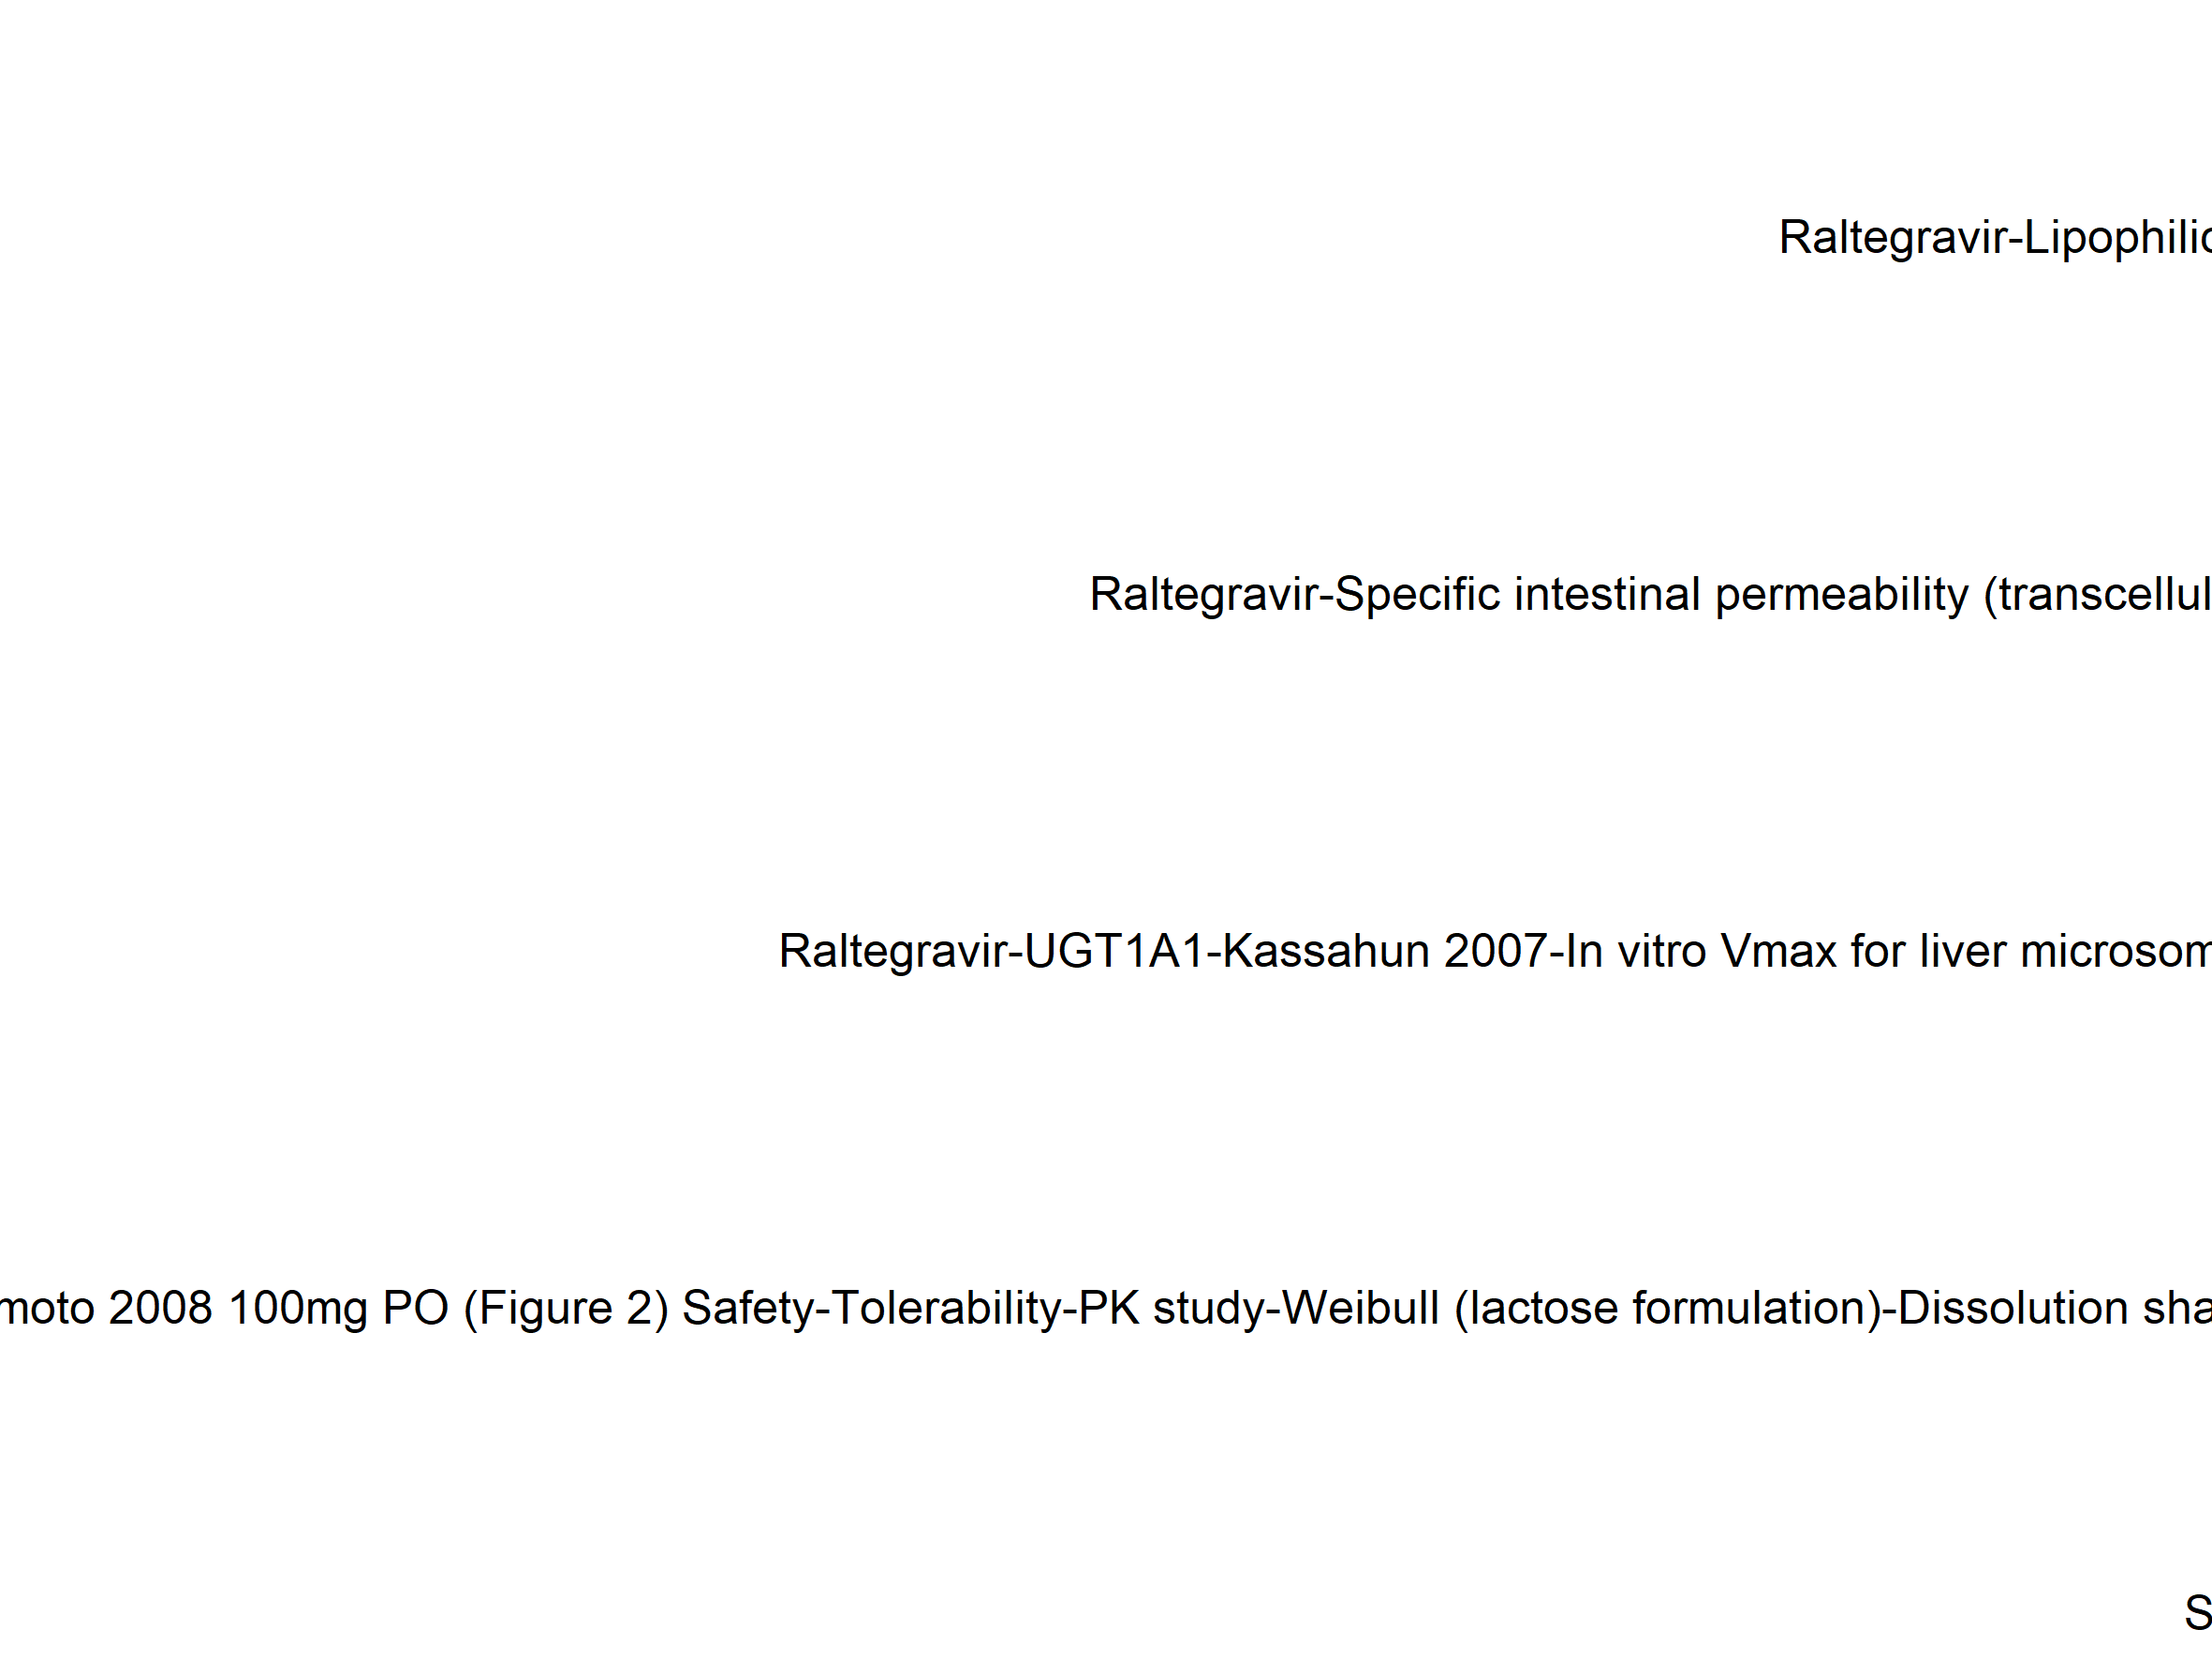 Raltegravir-Lipophilic
Raltegravir-Specific intestinal permeability (transcellul
Raltegravir-UGT1A1-Kassahun 2007-In vitro Vmax for liver microsom
moto 2008 100mg PO (Figure 2) Safety-Tolerability-PK study-Weibull (lactose formulation)-Dissolution sha
S